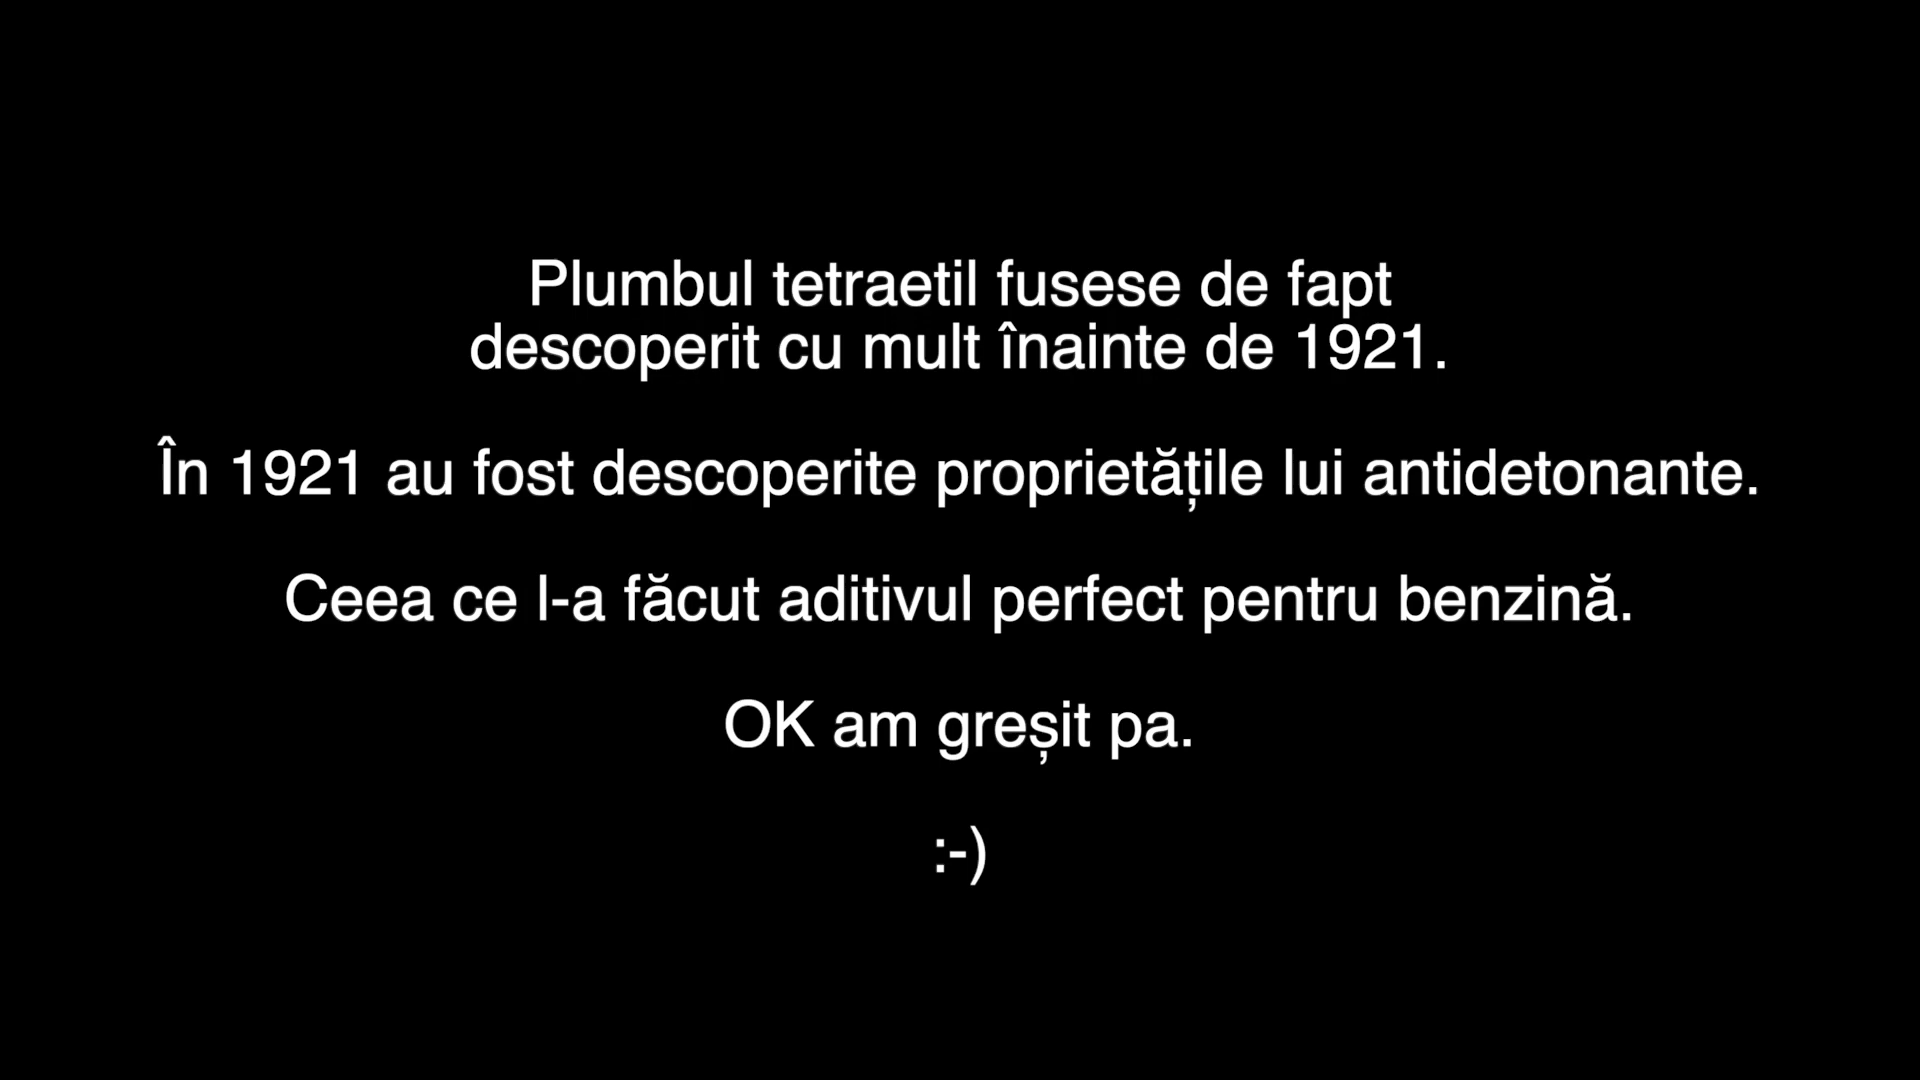 Plumbul tetraetil fusese de fapt
descoperit cu mult înainte de 1921.
În 1921 au fost descoperite proprietățile lui antidetonante.
Ceea ce l-a făcut aditivul perfect pentru benzină.
OK am greșit pa.
:-)